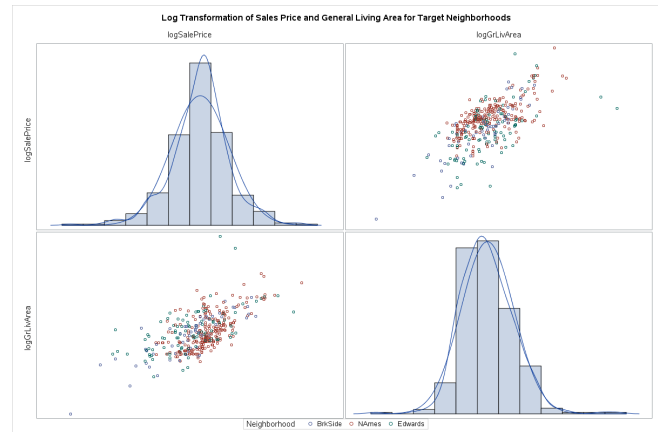 Log Transformation of Sales Price and General Living Area for Target Neighborhoods
logSalePrice logGrLivArea
logSalePrice
logGrLivArea
Neighborhood BrkSide NAmes Edwards